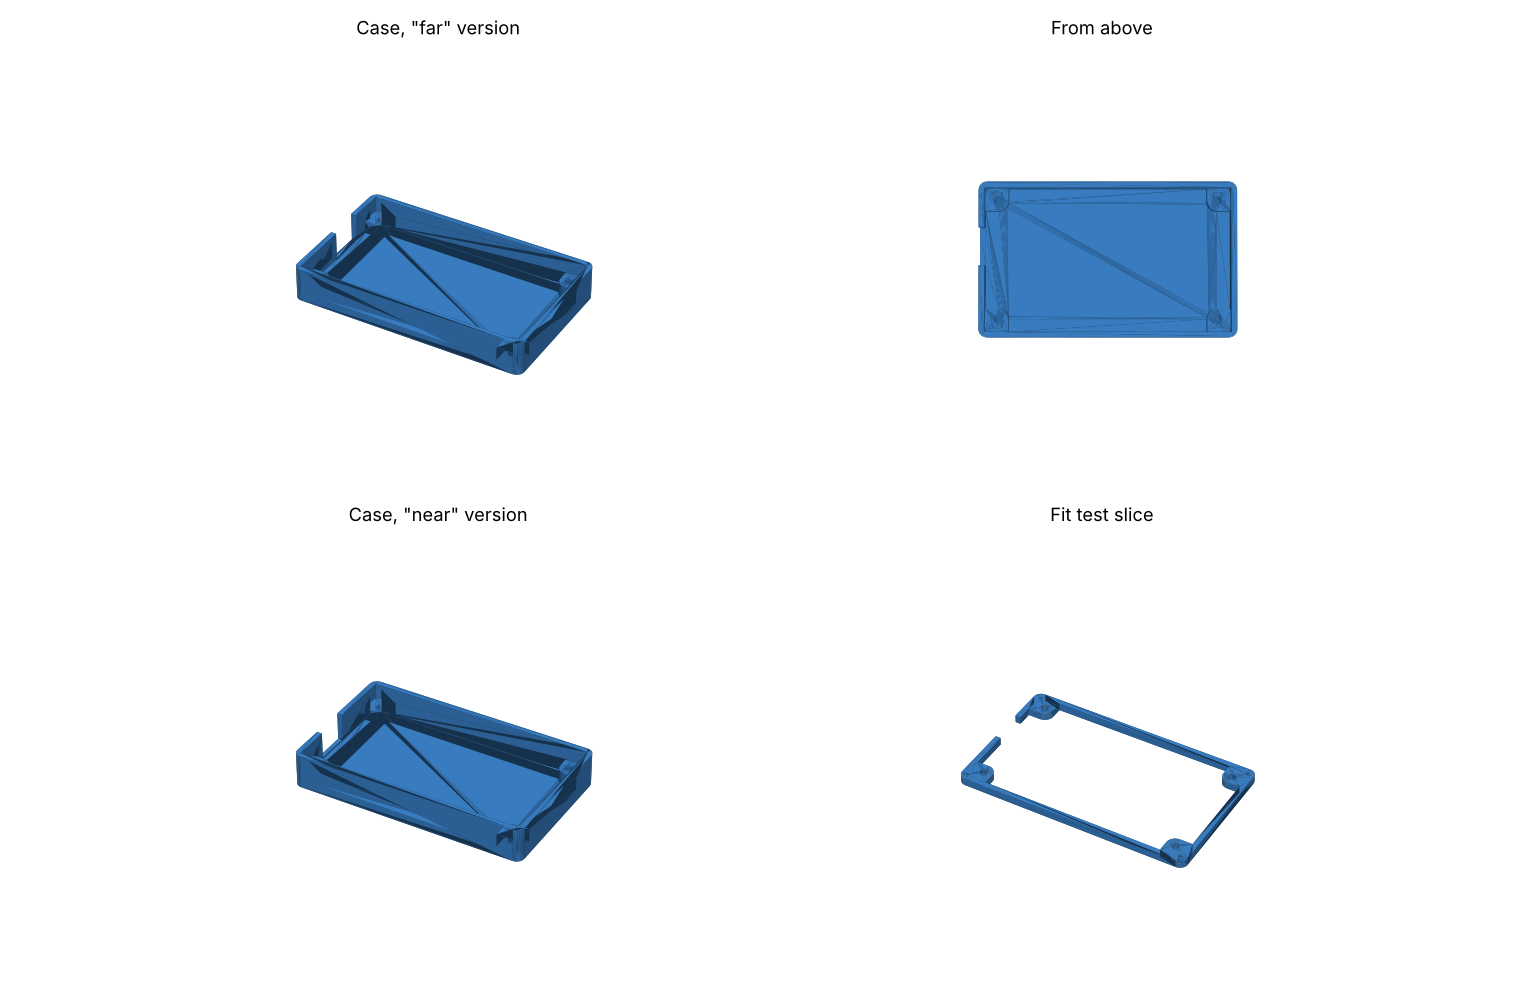 Case, "far" version
From above
Case, "near" version
Fit test slice